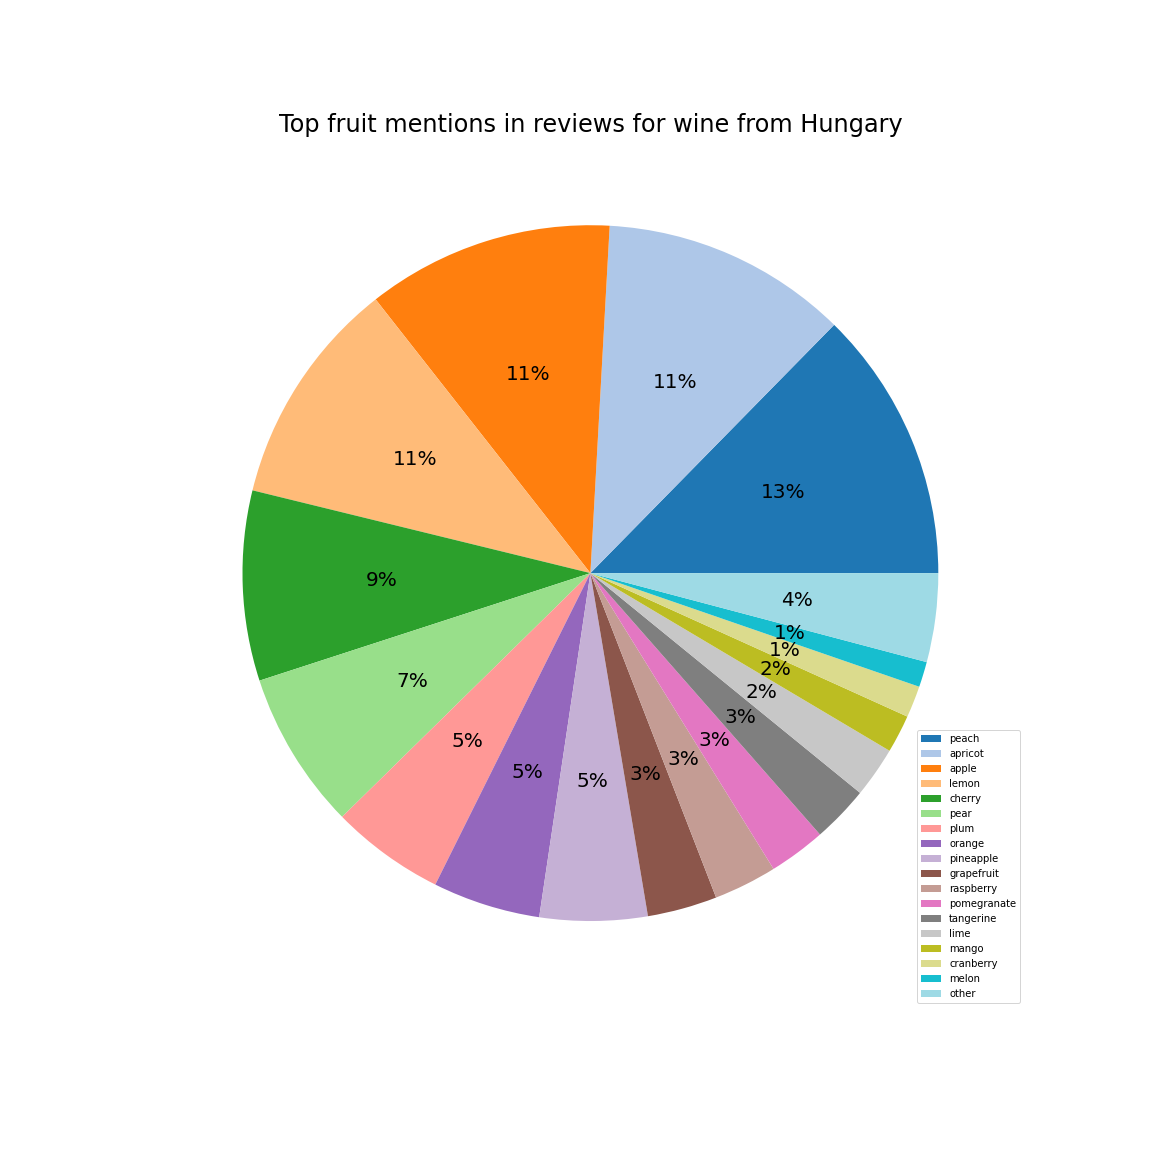 Top fruit mentions in reviews for wine from Hungary
13%
11%
11%
11%
9%
7%
5%
5%
5%
3%
3%
3%
3%
2%
2%
1%
1%
4%
peach
apricot
apple
lemon
cherry
pear
plum
orange
pineapple
grapefruit
raspberry
pomegranate
tangerine
lime
mango
cranberry
melon
other